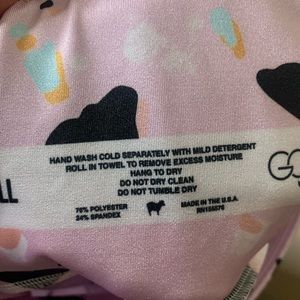 HAND WASH COLD SEPARATELY WITH MILD DETERGENT
ROLL IN TOWEL TO REMOVE EXCESS MOISTURE
HANG TO DRY
DO NOT DRY CLEAN
DO NOT TUMBLE DRY
76% POLYESTER
24% SPANDEX
MADE IN THE U.S.A.
RN155576